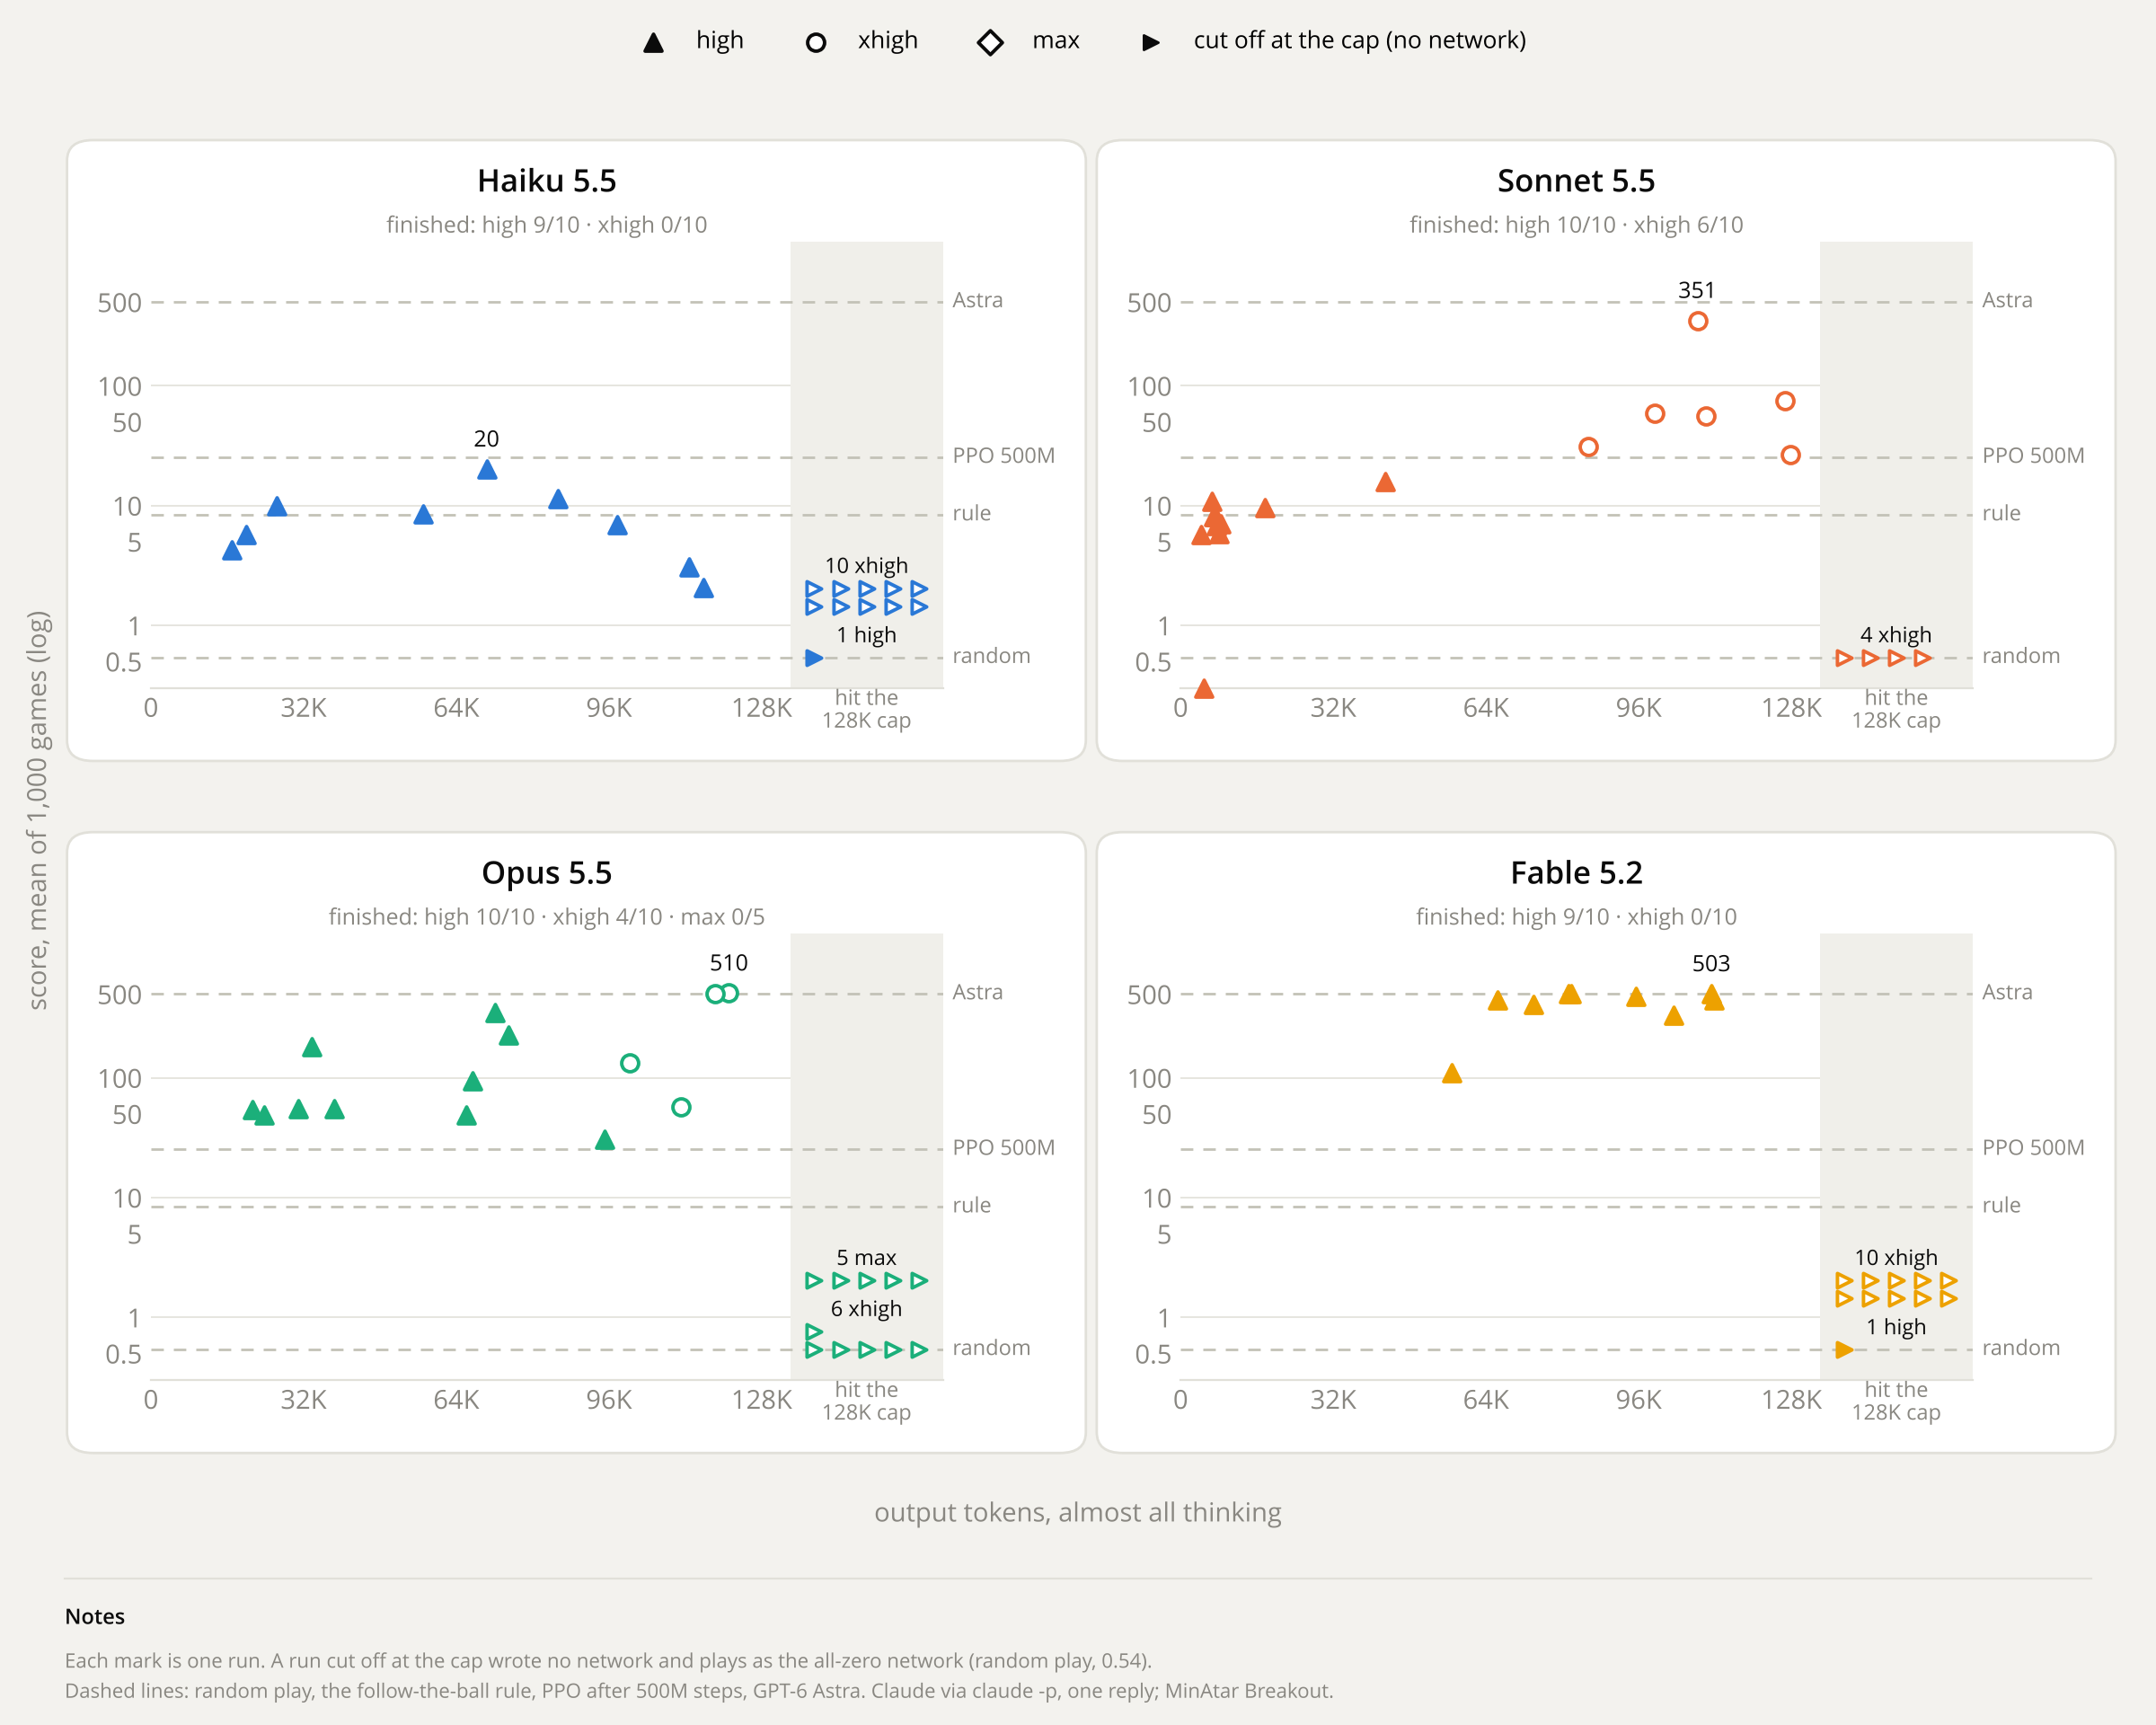 high xhigh max cut off at the cap (no network)
Haiku 5.5
finished: high 9/10 · xhigh 0/10
500
100
50
10
5
1
0.5
20
10 xhigh
1 high
Astra
PPO 500M
rule
random
0 32K 64K 96K 128K
hit the
128K cap
Sonnet 5.5
finished: high 10/10 · xhigh 6/10
500
100
50
10
5
1
0.5
351
4 xhigh
Astra
PPO 500M
rule
random
0 32K 64K 96K 128K
hit the
128K cap
score, mean of 1,000 games (log)
Opus 5.5
finished: high 10/10 · xhigh 4/10 · max 0/5
500
100
50
10
5
1
0.5
510
5 max
6 xhigh
Astra
PPO 500M
rule
random
0 32K 64K 96K 128K
hit the
128K cap
Fable 5.2
finished: high 9/10 · xhigh 0/10
500
100
50
10
5
1
0.5
503
10 xhigh
1 high
Astra
PPO 500M
rule
random
0 32K 64K 96K 128K
hit the
128K cap
output tokens, almost all thinking
Notes
Each mark is one run. A run cut off at the cap wrote no network and plays as the all-zero network (random play, 0.54).
Dashed lines: random play, the follow-the-ball rule, PPO after 500M steps, GPT-6 Astra. Claude via claude -p, one reply; MinAtar Breakout.